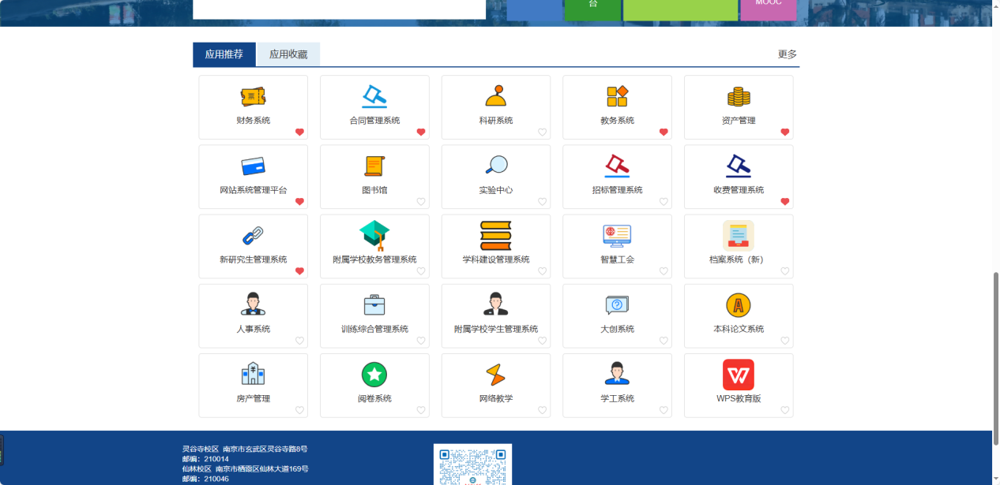 台
MOOC
应用推荐
应用收藏
更多
票
财务系统
合同管理系统
科研系统
教务系统
资产管理
网站系统管理平台
图书馆
实验中心
招标管理系统
收费管理系统
新研究生管理系统
附属学校教务管理系统
学科建设管理系统
智慧工会
档案系统（新）
人事系统
训练综合管理系统
附属学校学生管理系统
大创系统
本科论文系统
房产管理
阅卷系统
网络教学
学工系统
WPS教育版
灵谷寺校区 南京市玄武区灵谷寺路8号
邮编：210014
仙林校区 南京市栖霞区仙林大道169号
邮编：210046